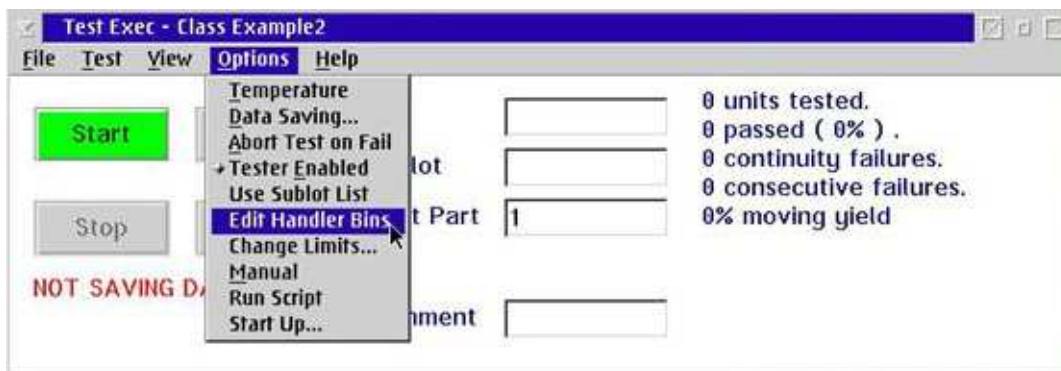 Test Exec - Class Example2
File Test View Options Help
Temperature
Data Saving...
Abort Test on Fail
Tester Enabled
Use Sublot List
Edit Handler Bins
Change Limits...
Manual
Run Script
Start Up...
Start
Stop
NOT SAVING
lot
Part
1
0 units tested.
0 passed ( 0% ) .
0 continuity failures.
0 consecutive failures.
0% moving yield